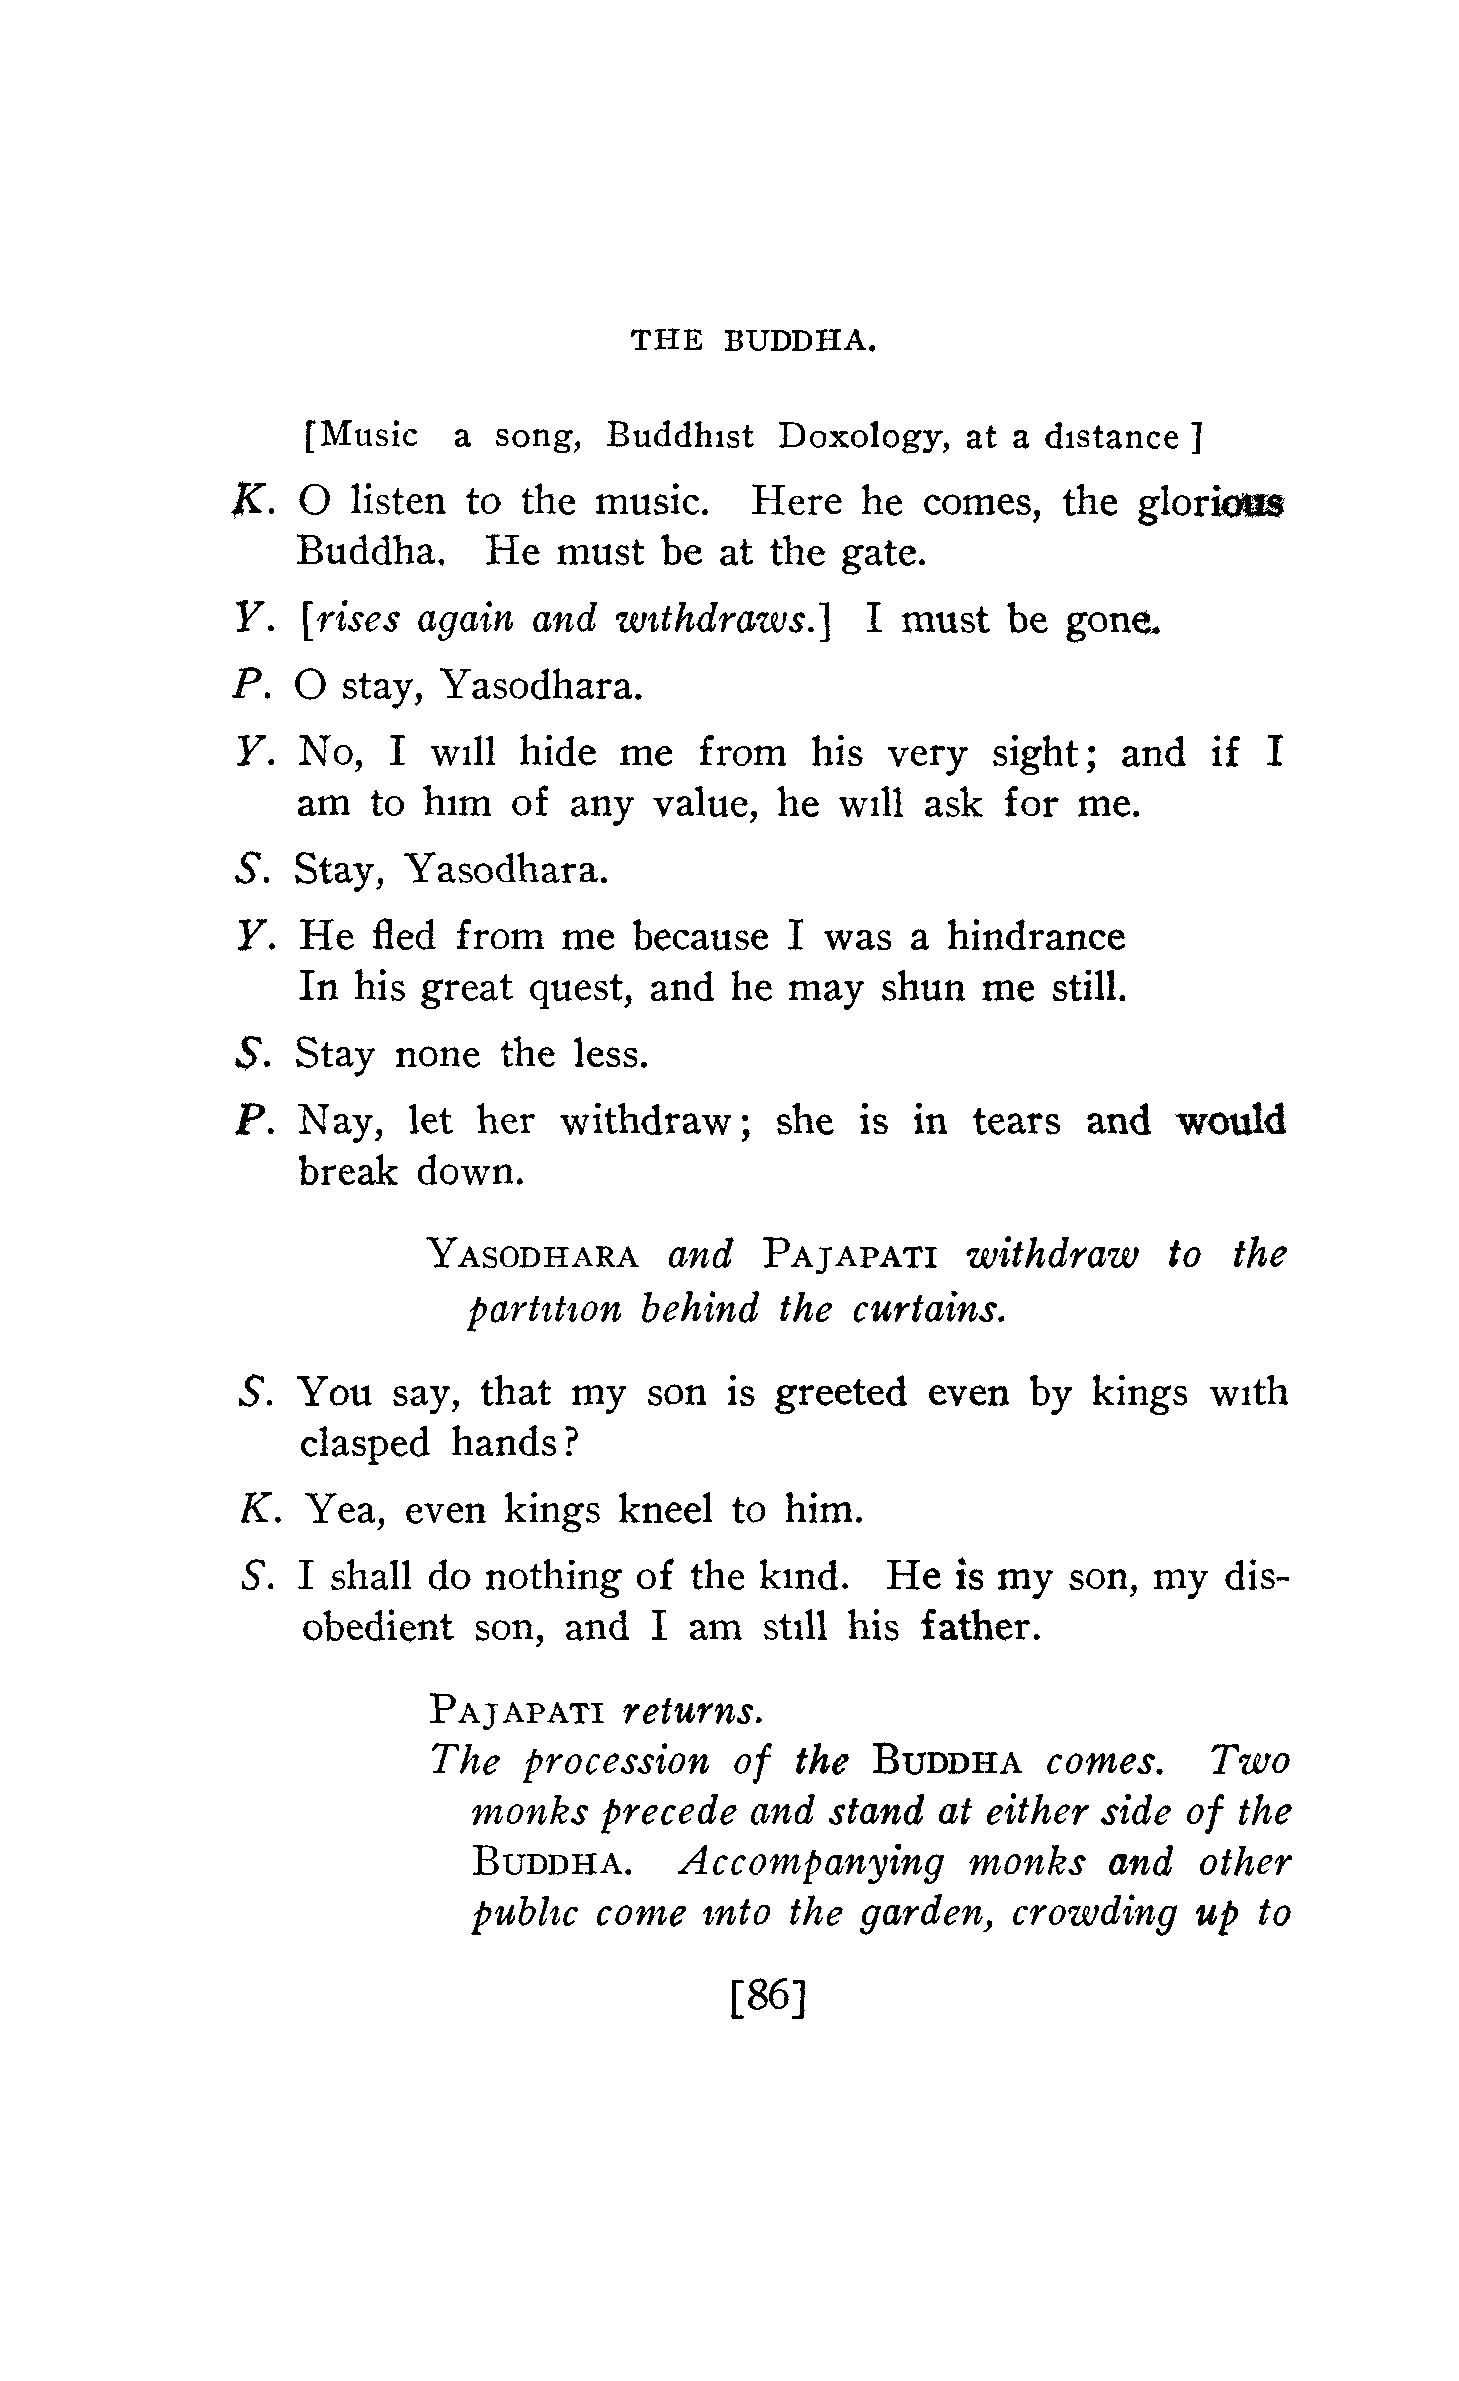 THE BUDDHA.
[Music a song, Buddhist Doxology, at a distance ]
K. O listen to the music. Here he comes, the glorious
Buddha. He must be at the gate.
Y. [rises again and withdraws.] I must be gone.
P. O stay, Yasodhara.
Y. No, I will hide me from his very sight; and if I
am to him of any value, he will ask for me.
S. Stay, Yasodhara.
Y. He fled from me because I was a hindrance
In his great quest, and he may shun me still.
S. Stay none the less.
P. Nay, let her withdraw; she is in tears and would
break down.
YASODHARA and PAJAPATI withdraw to the
partition behind the curtains.
S. You say, that my son is greeted even by kings with
clasped hands?
K. Yea, even kings kneel to him.
S. I shall do nothing of the kind. He is my son, my dis-
obedient son, and I am still his father.
PAJAPATI returns.
The procession of the BUDDHA comes. Two
monks precede and stand at either side of the
BUDDHA. Accompanying monks and other
public come into the garden, crowding up to
[86]